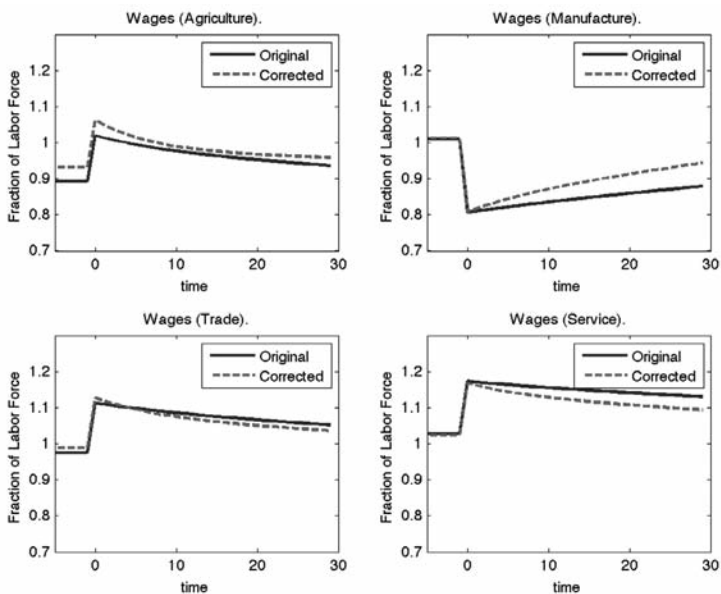 Wages (Agriculture).
Original
Corrected
Fraction of Labor Force
1.2
1.1
1
0.9
0.8
0.7
0
10
20
30
time
Wages (Manufacture).
Original
Corrected
Fraction of Labor Force
1.2
1.1
1
0.9
0.8
0.7
0
10
20
30
time
Wages (Trade).
Original
Corrected
Fraction of Labor Force
1.2
1.1
1
0.9
0.8
0.7
0
10
20
30
time
Wages (Service).
Original
Corrected
Fraction of Labor Force
1.2
1.1
1
0.9
0.8
0.7
0
10
20
30
time